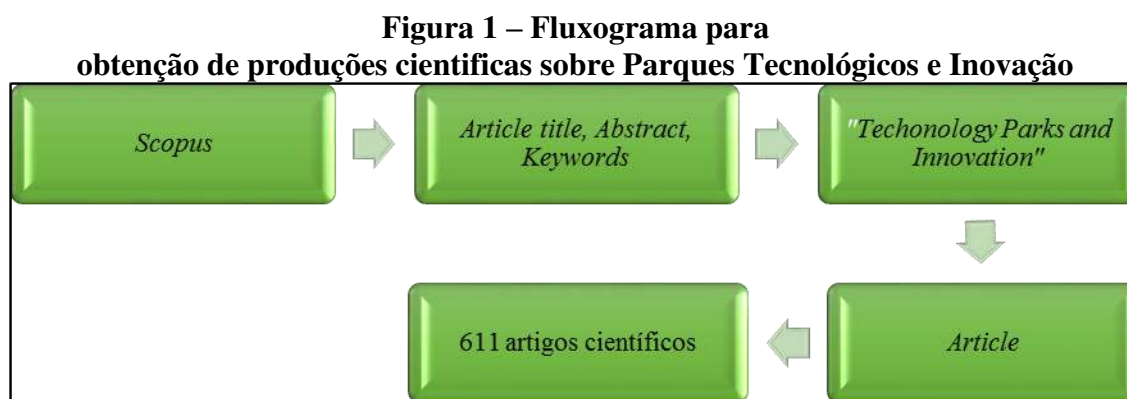 Figura 1 – Fluxograma para
obtenção de produções cientificas sobre Parques Tecnológicos e Inovação
Scopus
Article title, Abstract,
Keywords
"Techonology Parks and
Innovation"
Article
611 artigos científicos